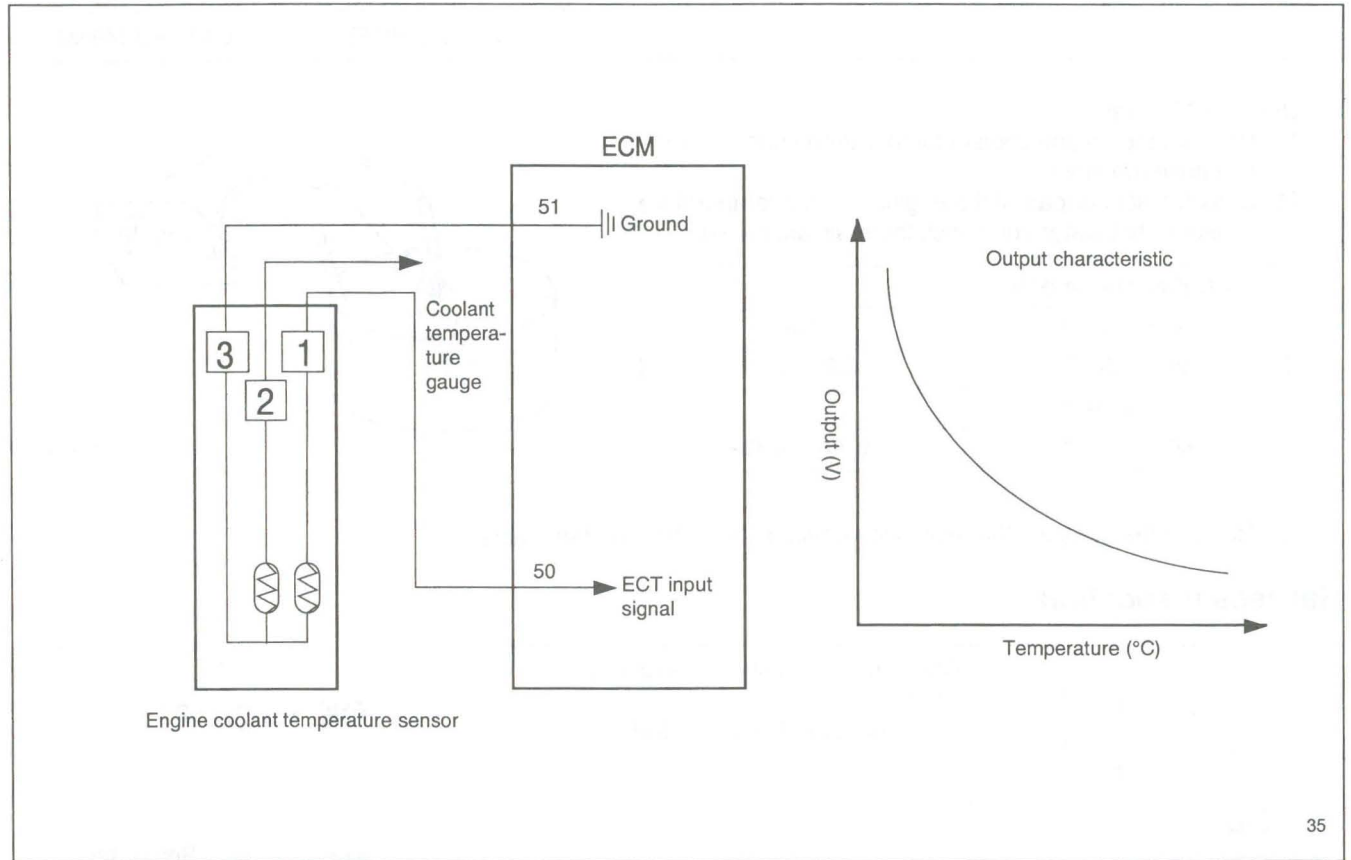 ECM
51
Ground
Coolant
tempera-
ture
gauge
3
1
2
50
ECT input
signal
Engine coolant temperature sensor
Output characteristic
Output (V)
Temperature (°C)
35